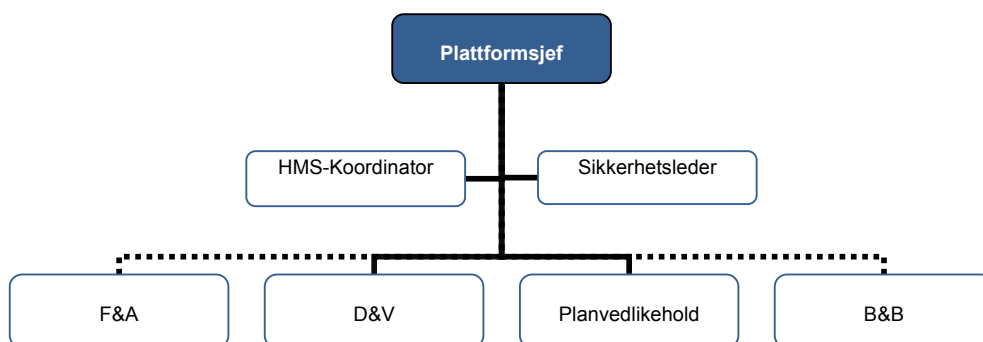 Plattformsjef
HMS-Koordinator
Sikkerhetsleder
F&A
D&V
Planvedlikehold
B&B